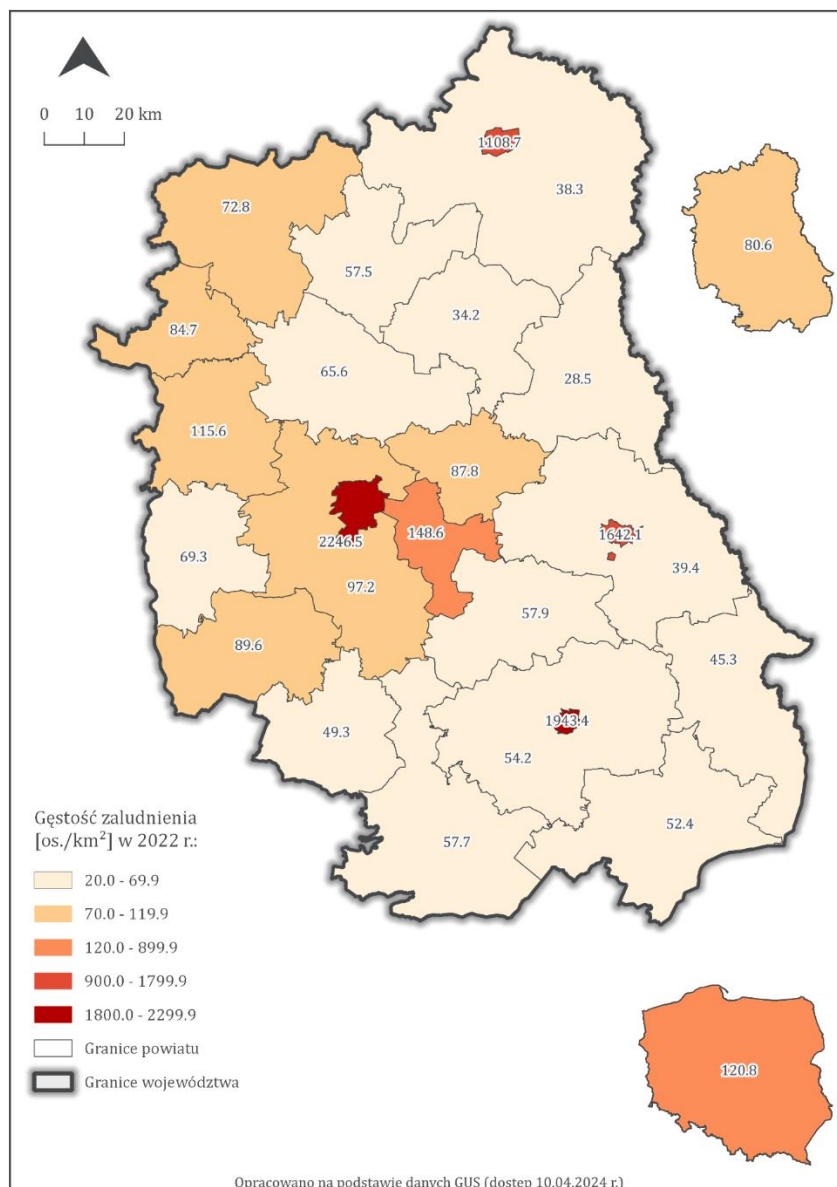 0 10 20 km
1108.7
72.8
38.3
80.6
57.5
34.2
84.7
65.6
28.5
115.6
87.8
148.6
1642.1
2246.5
69.3
39.4
97.2
57.9
89.6
45.3
1943.4
49.3
54.2
52.4
57.7
Gęstość zaludnienia
[os./km²] w 2022 r.:
20.0 - 69.9
70.0 - 119.9
120.0 - 899.9
900.0 - 1799.9
1800.0 - 2299.9
Granice powiatu
Granice województwa
120.8
Opracowano na podstawie danych GUS (dostęp 10.04.2024 r.)